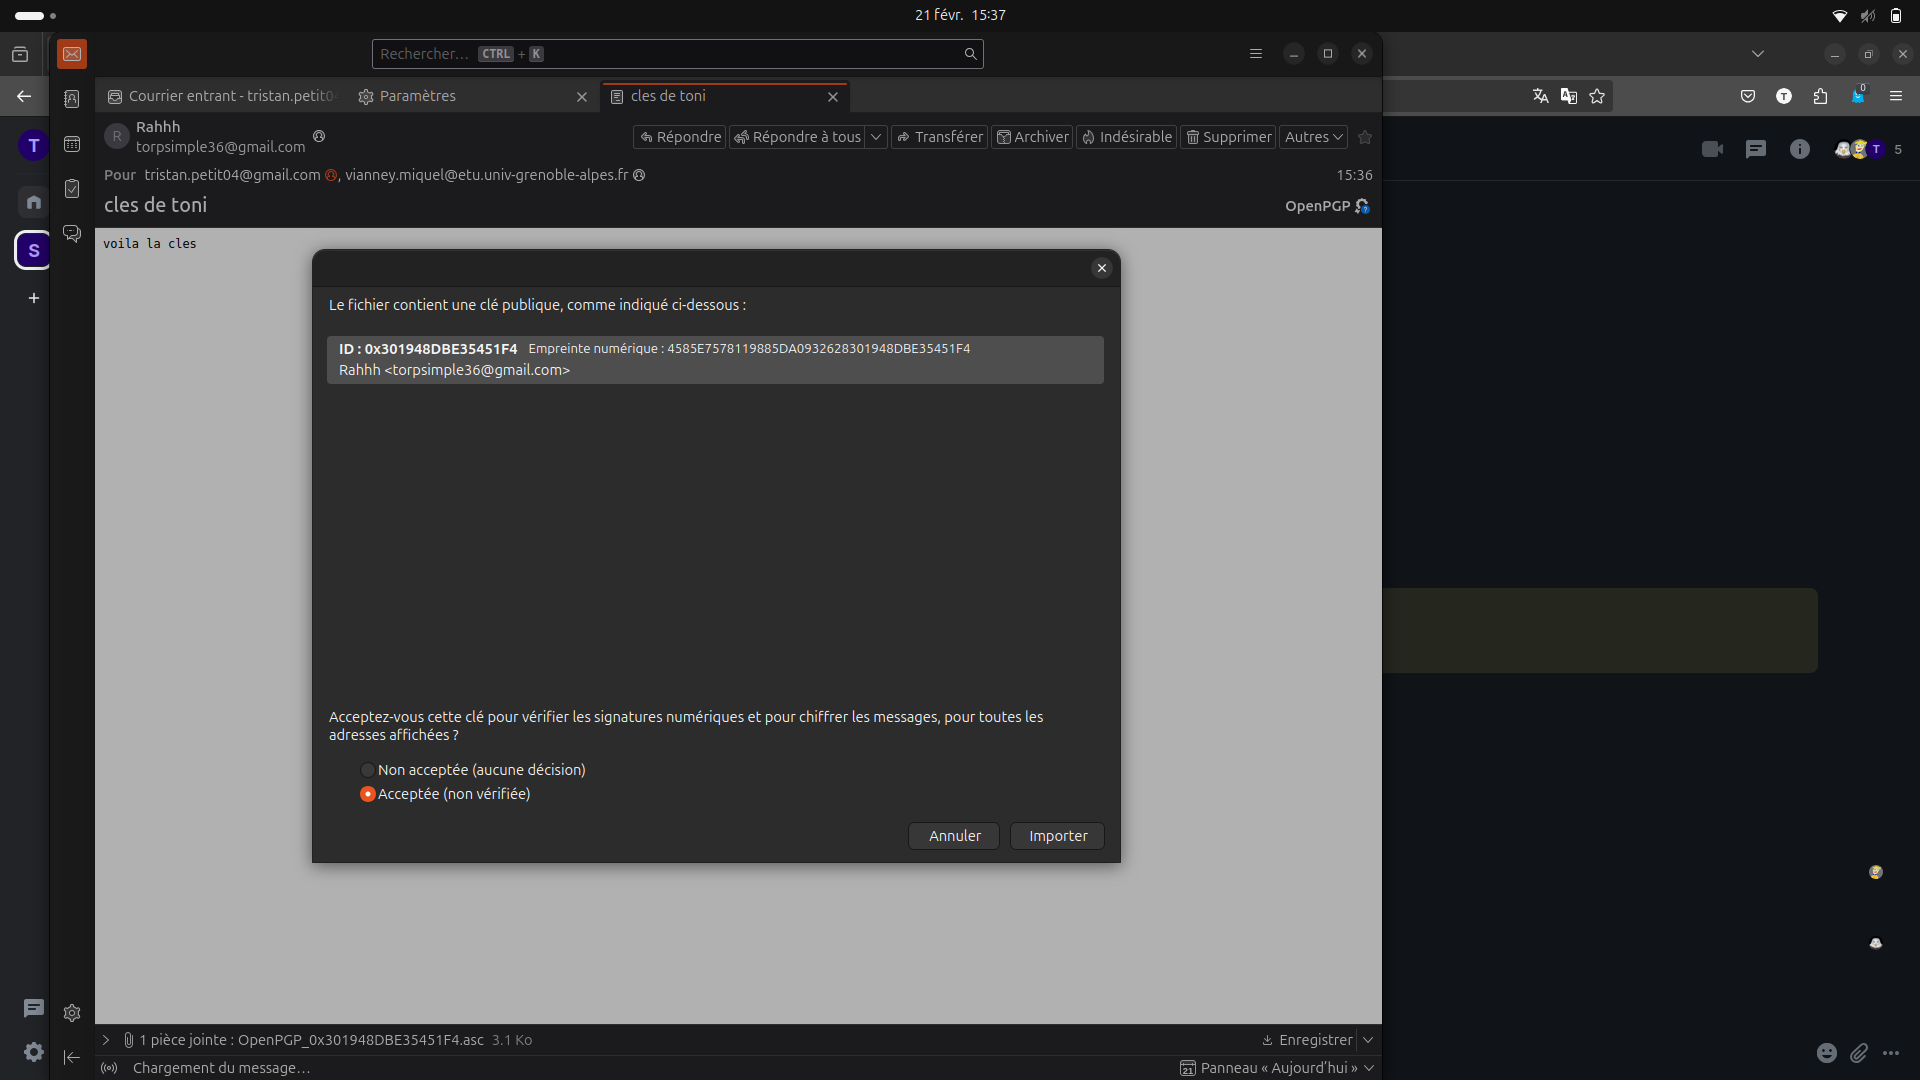 21 févr. 15:37
Rechercher… CTRL + K
Courrier entrant - tristan.petit04
Paramètres
cles de toni
R
Rahhh
torpsimple36@gmail.com
Répondre
Répondre à tous
Transférer
Archiver
Indésirable
Supprimer
Autres
Pour tristan.petit04@gmail.com , vianney.miquel@etu.univ-grenoble-alpes.fr
15:36
cles de toni
OpenPGP
voila la cles
Le fichier contient une clé publique, comme indiqué ci-dessous :
ID : 0x301948DBE35451F4 Empreinte numérique : 4585E7578119885DA0932628301948DBE35451F4
Rahhh <torpsimple36@gmail.com>
Acceptez-vous cette clé pour vérifier les signatures numériques et pour chiffrer les messages, pour toutes les
adresses affichées ?
Non acceptée (aucune décision)
Acceptée (non vérifiée)
Annuler
Importer
1 pièce jointe : OpenPGP_0x301948DBE35451F4.asc 3.1 Ko
Enregistrer
Chargement du message…
21
Panneau « Aujourd’hui »
T
S
T
0
T
5